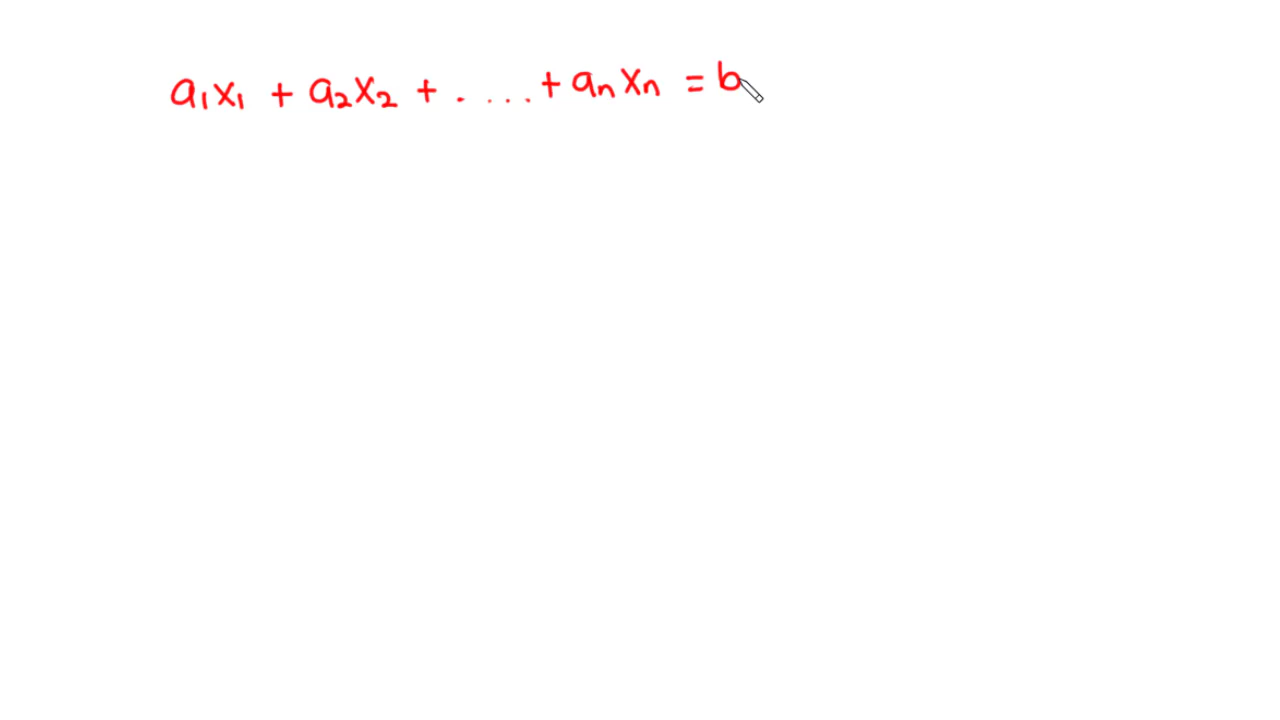 a₁x₁ + a₂x₂ + ..... + aₙxₙ = b